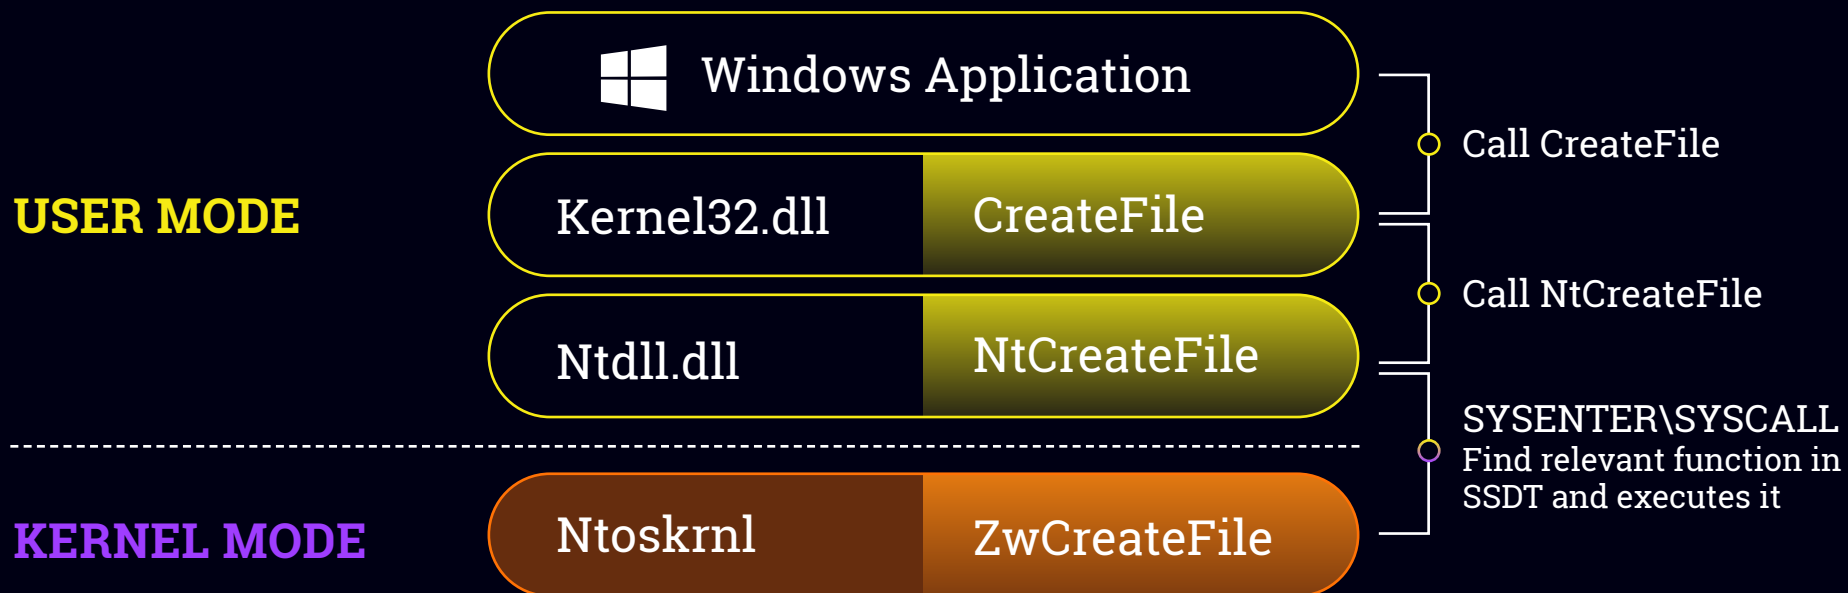 Windows Application
Call CreateFile
USER MODE
Kernel32.dll
CreateFile
Call NtCreateFile
Ntdll.dll
NtCreateFile
SYSENTER\SYSCALL
Find relevant function in
SSDT and executes it
KERNEL MODE
Ntoskrnl
ZwCreateFile